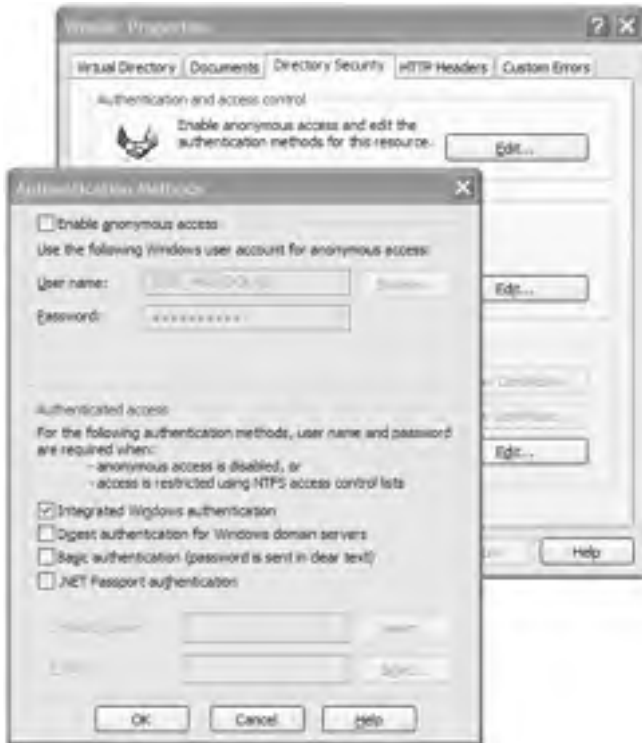 Properties
Virtual Directory
Documents
Directory Security
HTTP Headers
Custom Errors
Authentication and access control
Enable anonymous access and edit the
authentication methods for this resource.
Edit...
Authentication Methods
Enable anonymous access
Use the following Windows user account for anonymous access:
User name:
Password:
Edit...
Authenticated access
For the following authentication methods, user name and password
are required when:
- anonymous access is disabled, or
- access is restricted using NTFS access control lists
Edit...
Integrated Windows authentication
Digest authentication for Windows domain servers
Basic authentication (password is sent in clear text)
.NET Passport authentication
Help
OK
Cancel
Help